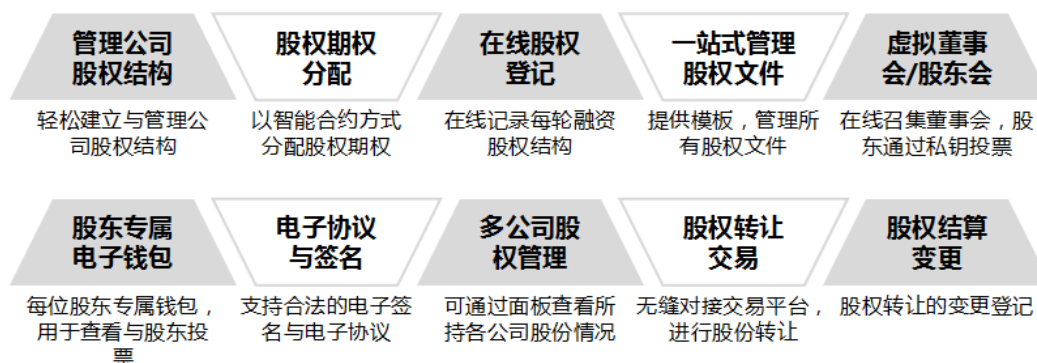 管理公司
股权结构
股权期权
分配
在线股权
登记
一站式管理
股权文件
虚拟董事
会/股东会
轻松建立与管理公
司股权结构
以智能合约方式
分配股权期权
在线记录每轮融资
股权结构
提供模板，管理所
有股权文件
在线召集董事会，股
东通过私钥投票
股东专属
电子钱包
电子协议
与签名
多公司股
权管理
股权转让
交易
股权结算
变更
每位股东专属钱包，
用于查看与股东投
票
支持合法的电子签
名与电子协议
可通过面板查看所
持各公司股份情况
无缝对接交易平台，
进行股份转让
股权转让的变更登记